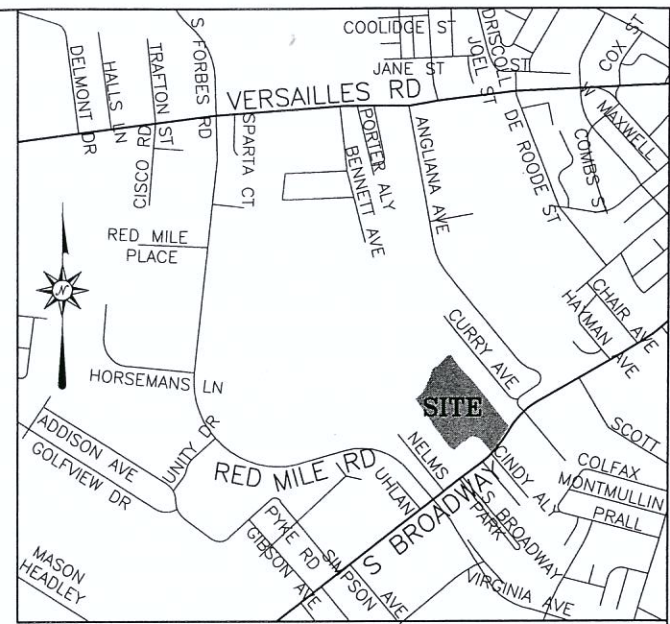 COOLIDGE ST
JANE ST
DRISCOLL ST
JOEL ST
COX ST
N MAXWELL
S FORBES RD
TRAFTON ST
HALLS LN
DELMONT DR
VERSAILLES RD
CISCO RD
SPARTA CT
PORTER ALY
BENNETT AVE
ANGLIANA AVE
DE ROODE ST
COMBS ST
RED MILE
PLACE
N
CHAIR AVE
HAYMAN AVE
CURRY AVE
HORSEMANS LN
SITE
SCOTT
ADDISON AVE
GOLFVIEW DR
UNITY DR
RED MILE RD
UHLAN
NELMS
CINDY ALY
COLFAX
MONTMULLIN
PRALL
S BROADWAY
S BROADWAY
PARK
PYKE RD
GIBSON AVE
SIMPSON AVE
VIRGINIA AVE
MASON
HEADLEY